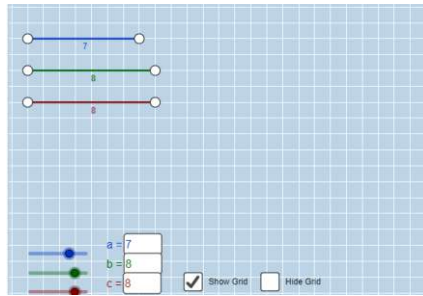 7
8
8
a = 7
b = 8
c = 8
Show Grid Hide Grid